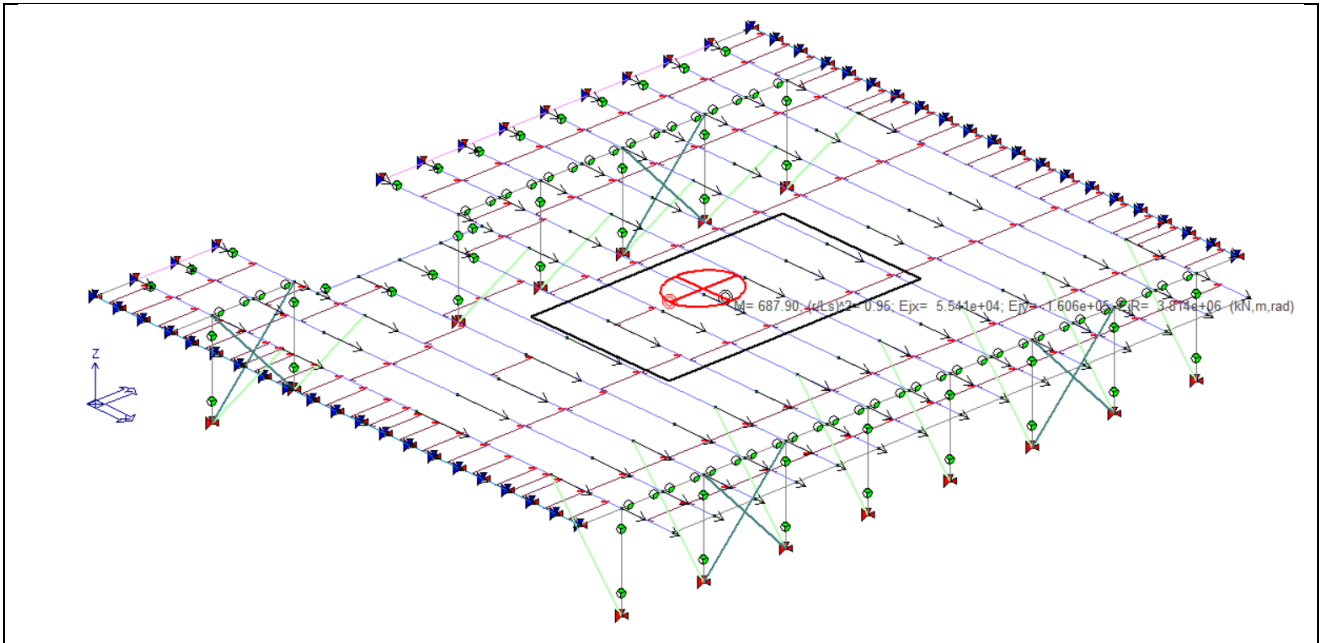 M= 687.90, (r/Ls)^2= 0.95; Ejx= 5.541e+04; Ejy= 1.606e+05, EjR= 3.814e+06 (kN,m,rad)
Z